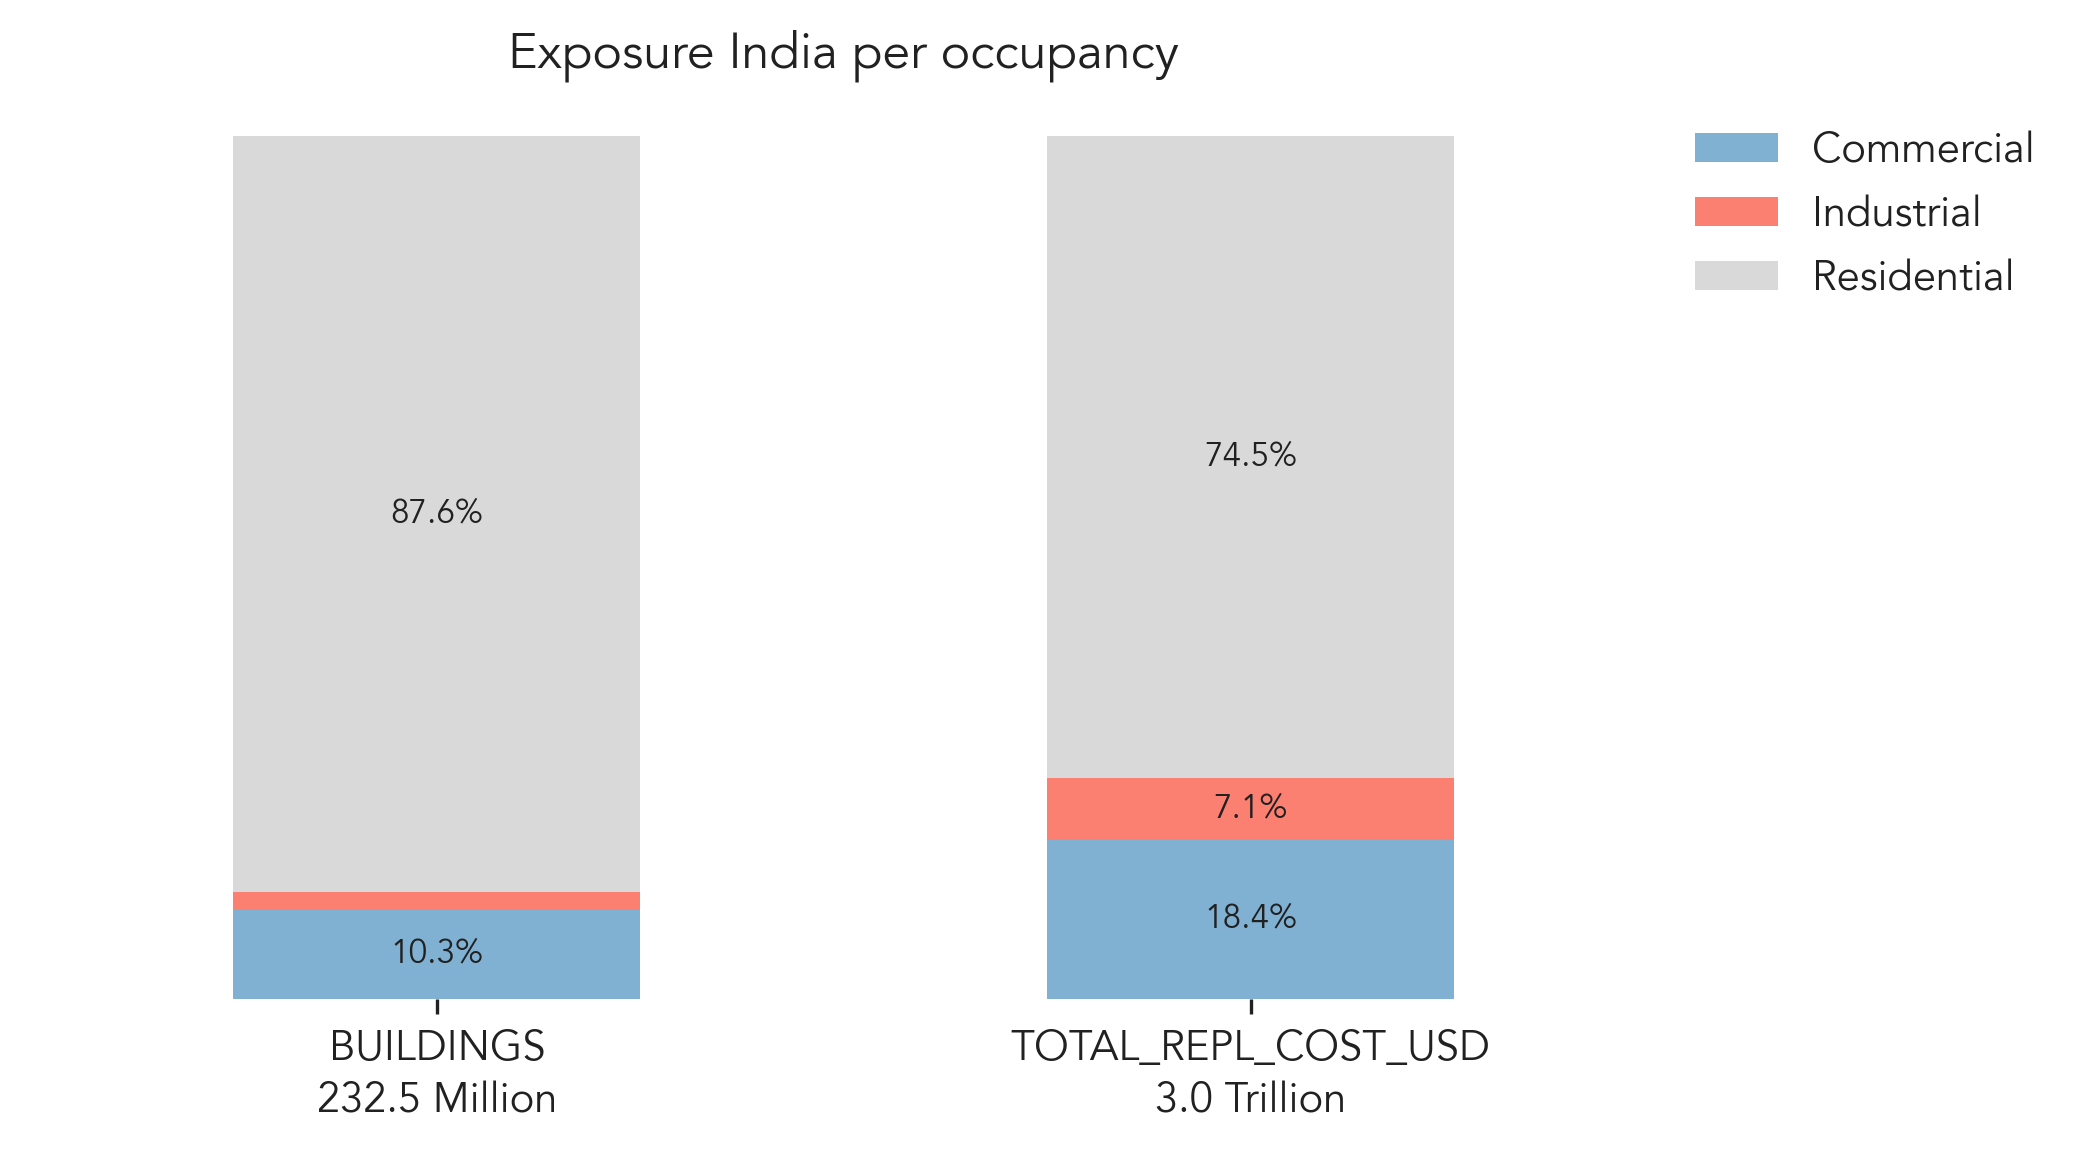 Exposure India per occupancy
Commercial
Industrial
Residential
87.6%
10.3%
74.5%
7.1%
18.4%
BUILDINGS
232.5 Million
TOTAL_REPL_COST_USD
3.0 Trillion